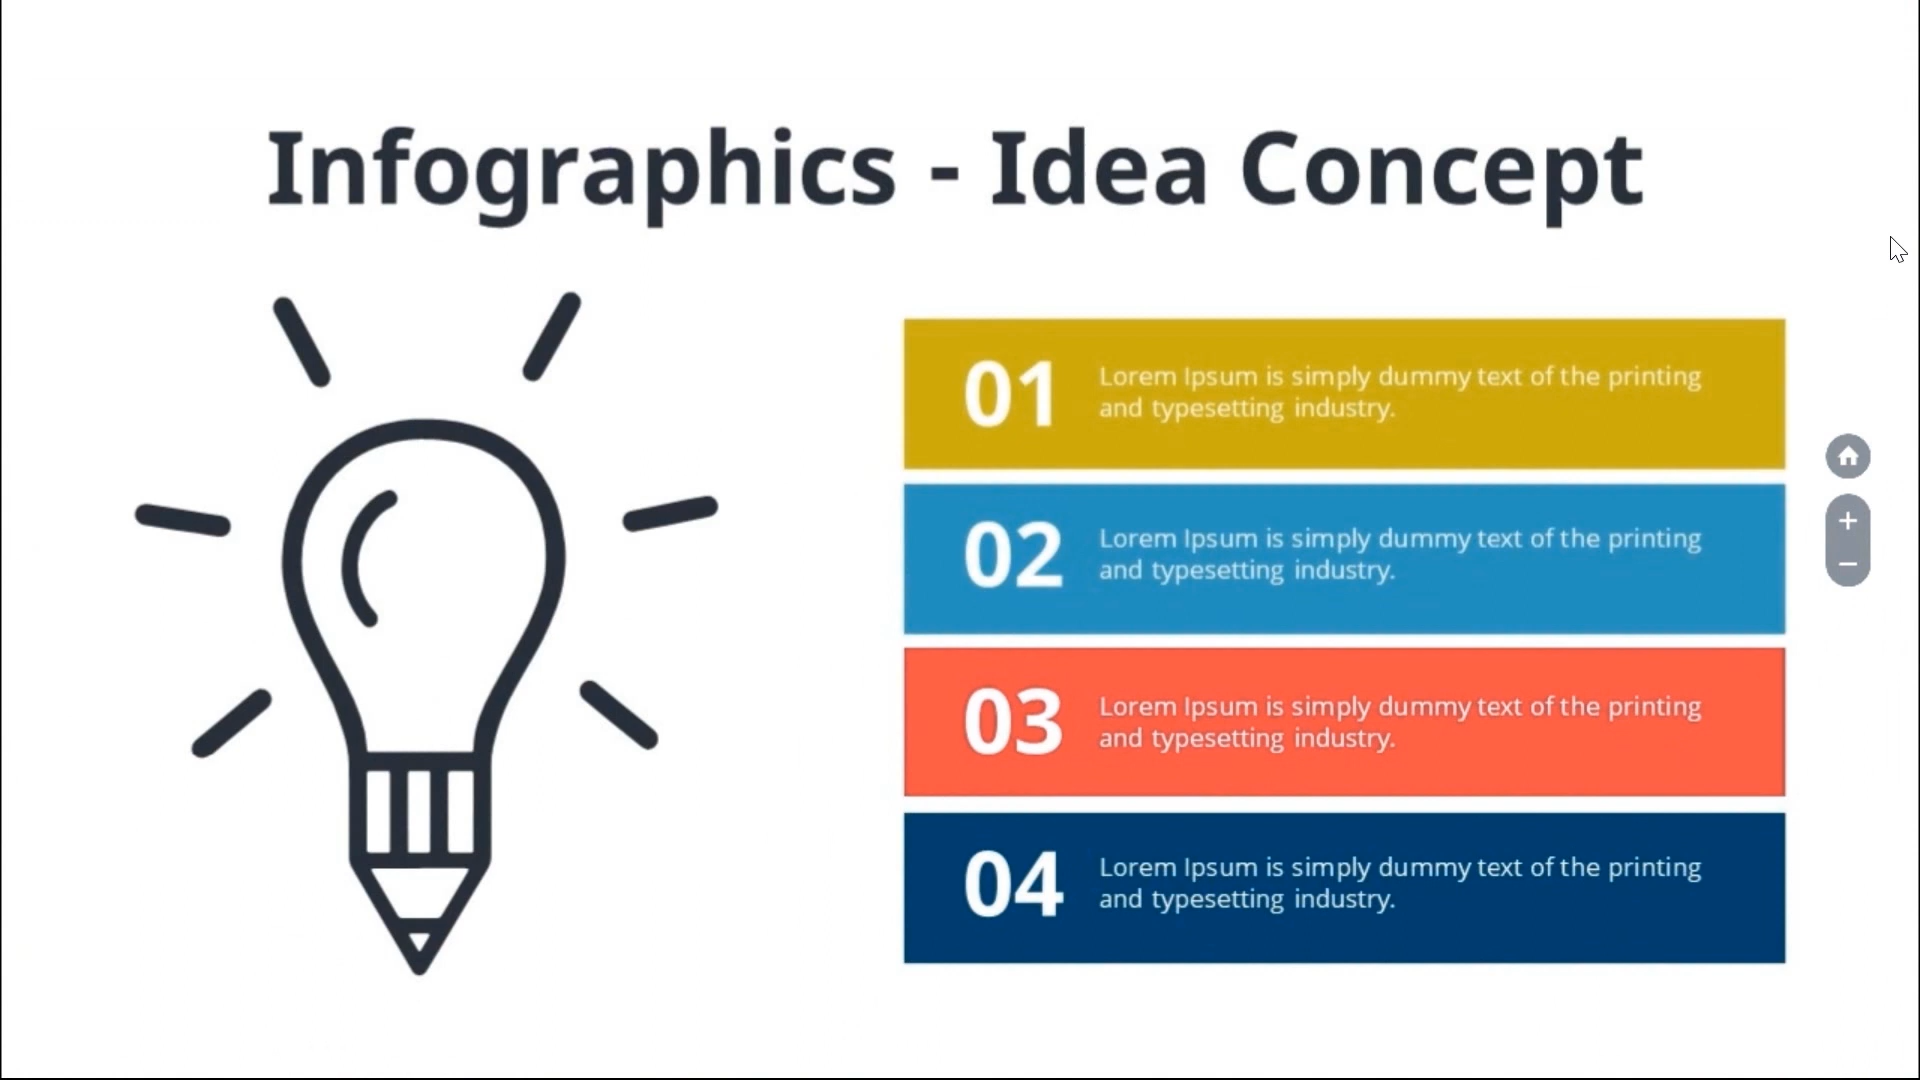 Infographics - Idea Concept
01
Lorem Ipsum is simply dummy text of the printing
and typesetting industry.
02
Lorem Ipsum is simply dummy text of the printing
and typesetting industry.
03
Lorem Ipsum is simply dummy text of the printing
and typesetting industry.
04
Lorem Ipsum is simply dummy text of the printing
and typesetting industry.